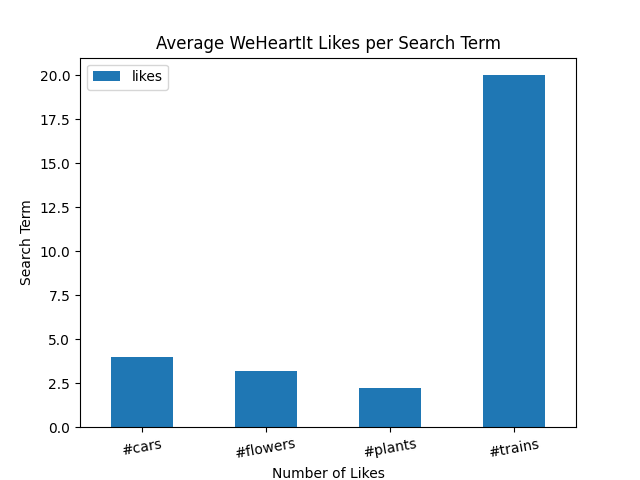 Average WeHeartIt Likes per Search Term
likes
20.0
17.5
15.0
12.5
10.0
7.5
5.0
2.5
0.0
Search Term
#cars
#flowers
#plants
#trains
Number of Likes